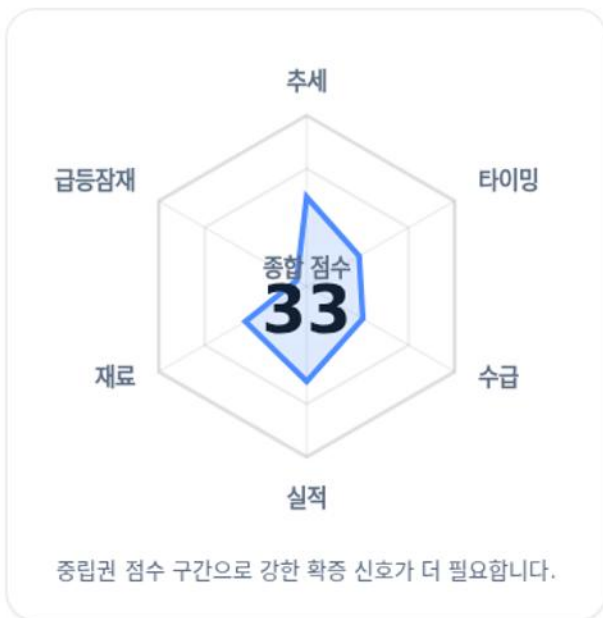 추세
급등잠재
타이밍
종합 점수
33
재료
수급
실적
중립권 점수 구간으로 강한 확증 신호가 더 필요합니다.